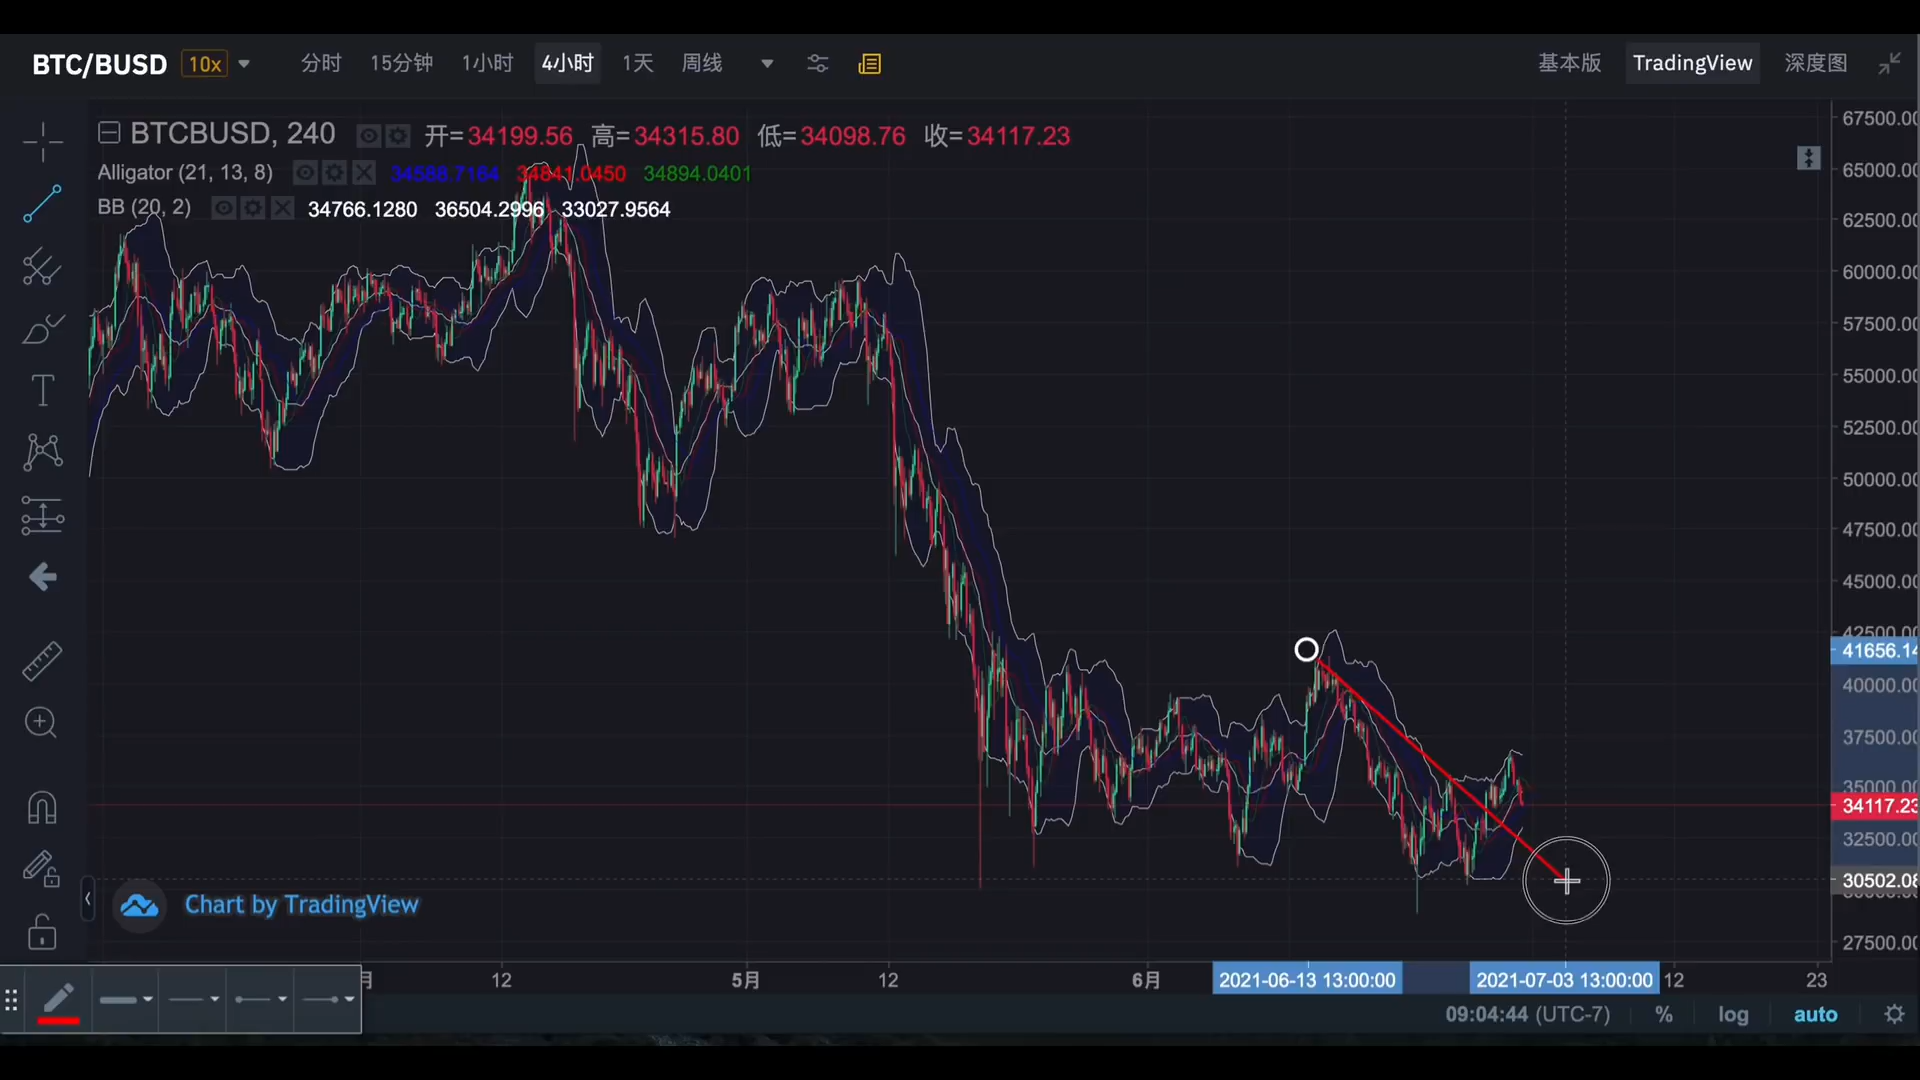 BTC/BUSD 10x 分时 15分钟 1小时 4小时 1天 周线 基本版 TradingView 深度图
BTCBUSD, 240 开=34199.56 高=34315.80 低=34098.76 收=34117.23
Alligator (21, 13, 8) 34588.7164 34841.0450 34894.0401
BB (20, 2) 34766.1280 36504.2996 33027.9564
67500.00
65000.00
62500.00
60000.00
57500.00
55000.00
52500.00
50000.00
47500.00
45000.00
42500.00
41656.14
40000.00
37500.00
35000.00
34117.23
32500.00
30502.08
27500.00
Chart by TradingView
月 12 5月 12 6月 2021-06-13 13:00:00 2021-07-03 13:00:00 12 23
09:04:44 (UTC-7) % log auto